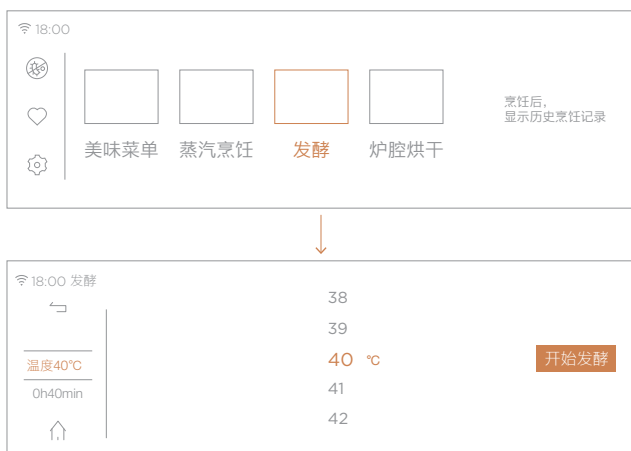 18:00
美味菜单
蒸汽烹饪
发酵
炉腔烘干
烹饪后，
显示历史烹饪记录
18:00 发酵
温度40℃
0h40min
38
39
40 ℃
41
42
开始发酵